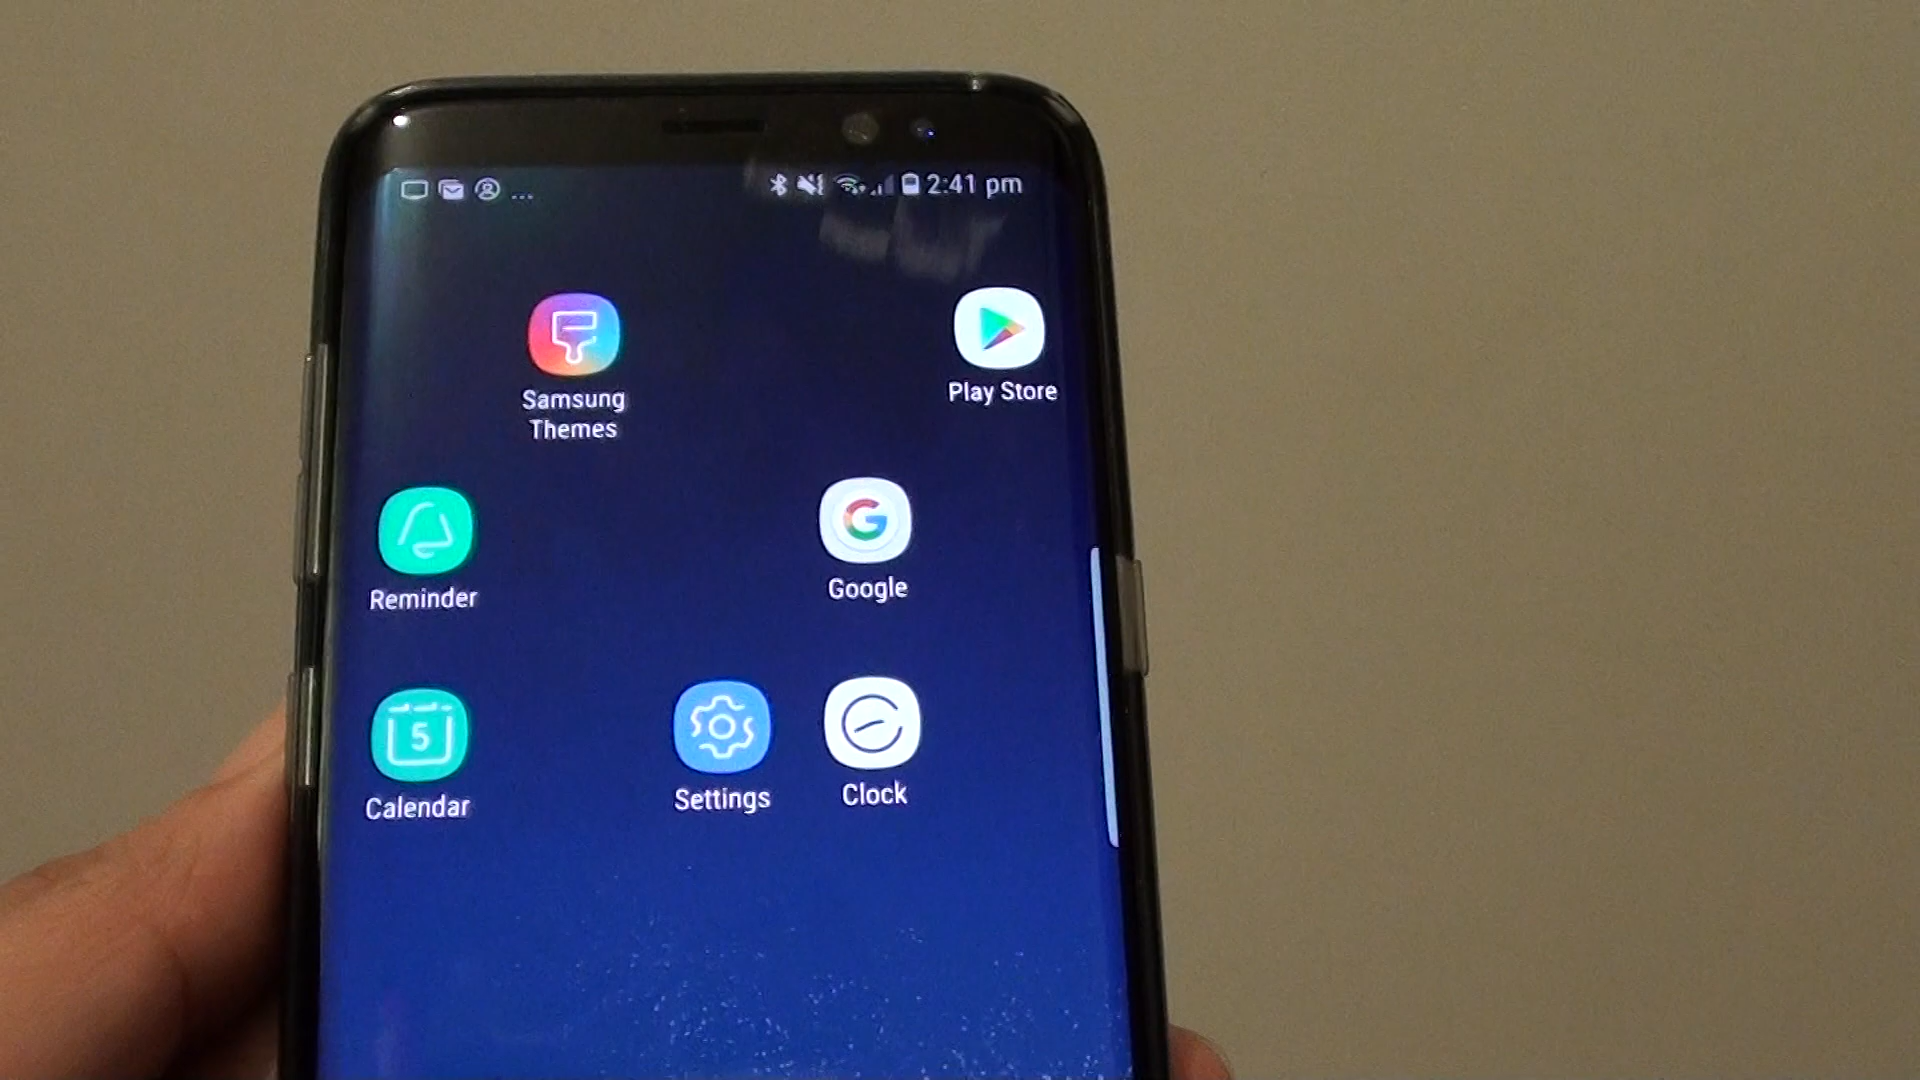 ... 2:41 pm
Samsung
Themes
Play Store
Reminder
G
Google
5
Calendar
Settings
Clock